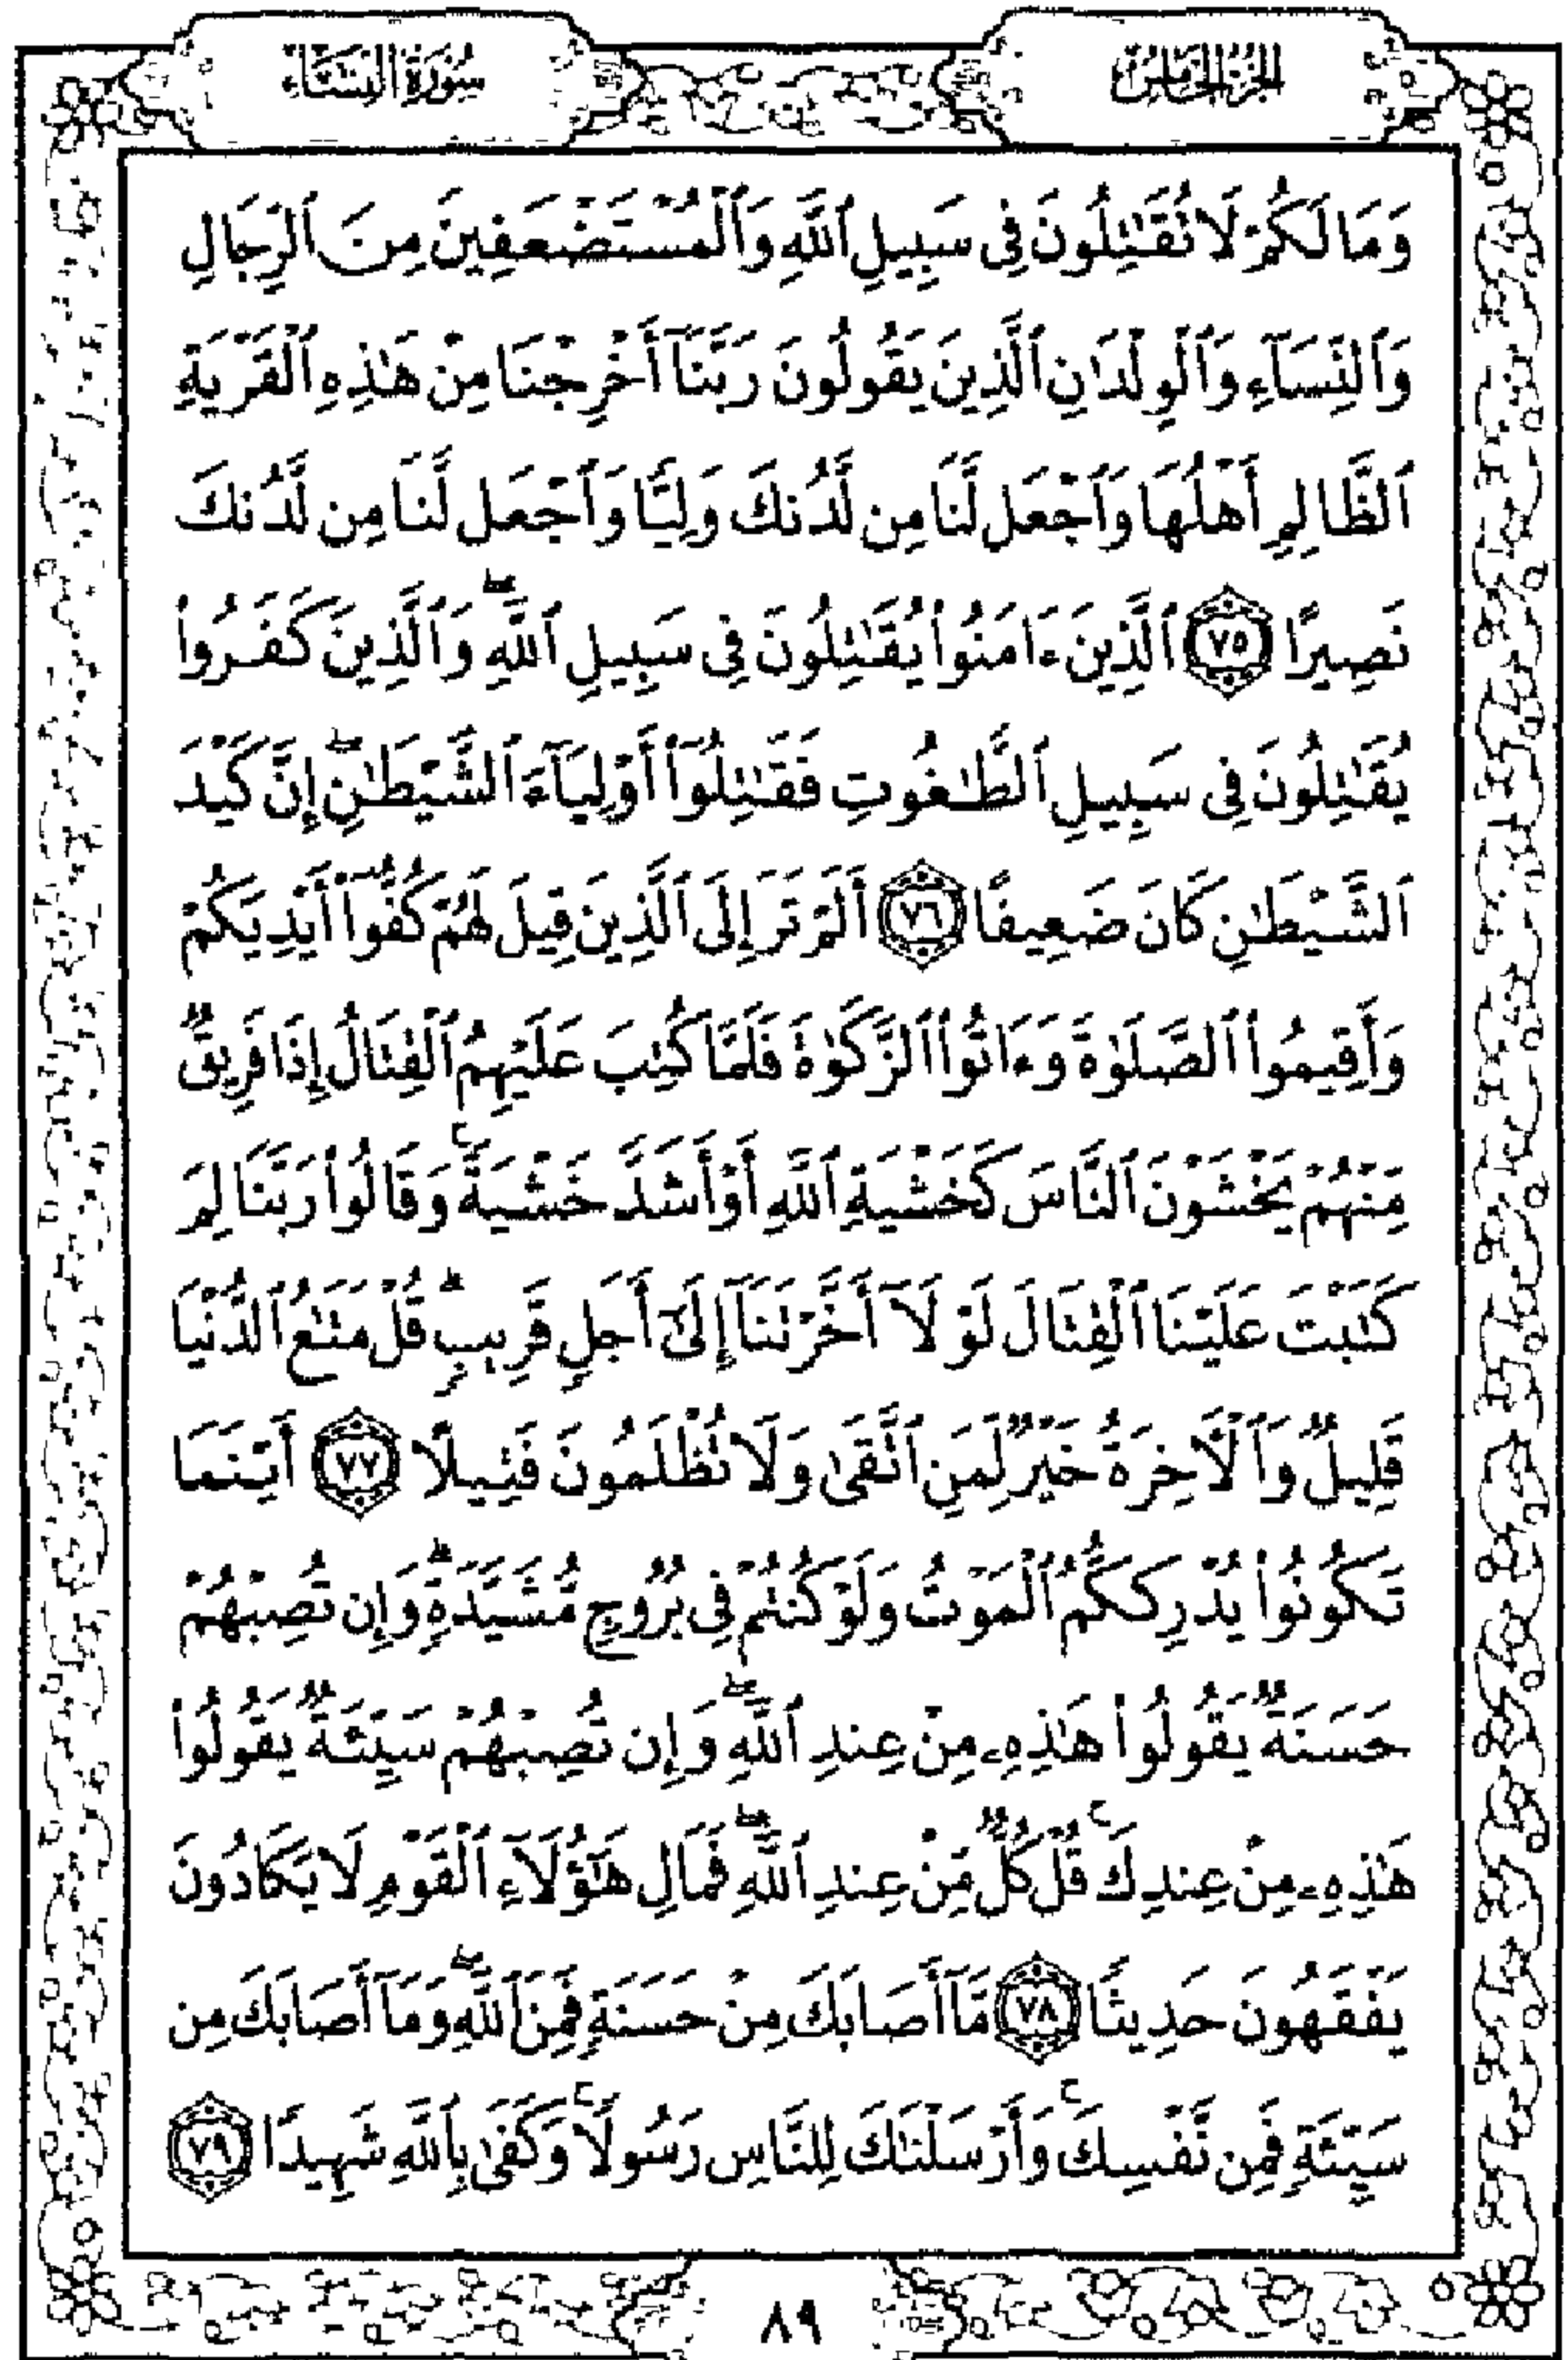 الجزء الخامس
سورة النساء
وَمَا لَكُمْ لَا تُقَٰتِلُونَ فِى سَبِيلِ ٱللَّهِ وَٱلْمُسْتَضْعَفِينَ مِنَ ٱلرِّجَالِ
وَٱلنِّسَآءِ وَٱلْوِلْدَٰنِ ٱلَّذِينَ يَقُولُونَ رَبَّنَآ أَخْرِجْنَا مِنْ هَٰذِهِ ٱلْقَرْيَةِ
ٱلظَّالِمِ أَهْلُهَا وَٱجْعَل لَّنَا مِن لَّدُنكَ وَلِيًّا وَٱجْعَل لَّنَا مِن لَّدُنكَ
نَصِيرًا ٧٥ ٱلَّذِينَ ءَامَنُوا۟ يُقَٰتِلُونَ فِى سَبِيلِ ٱللَّهِ ۖ وَٱلَّذِينَ كَفَرُوا۟
يُقَٰتِلُونَ فِى سَبِيلِ ٱلطَّٰغُوتِ فَقَٰتِلُوٓا۟ أَوْلِيَآءَ ٱلشَّيْطَٰنِ ۖ إِنَّ كَيْدَ
ٱلشَّيْطَٰنِ كَانَ ضَعِيفًا ٧٦ أَلَمْ تَرَ إِلَى ٱلَّذِينَ قِيلَ لَهُمْ كُفُّوٓا۟ أَيْدِيَكُمْ
وَأَقِيمُوا۟ ٱلصَّلَوٰةَ وَءَاتُوا۟ ٱلزَّكَوٰةَ فَلَمَّا كُتِبَ عَلَيْهِمُ ٱلْقِتَالُ إِذَا فَرِيقٌ
مِّنْهُمْ يَخْشَوْنَ ٱلنَّاسَ كَخَشْيَةِ ٱللَّهِ أَوْ أَشَدَّ خَشْيَةً ۚ وَقَالُوا۟ رَبَّنَا لِمَ
كَتَبْتَ عَلَيْنَا ٱلْقِتَالَ لَوْلَآ أَخَّرْتَنَآ إِلَىٰٓ أَجَلٍ قَرِيبٍ ۗ قُلْ مَتَٰعُ ٱلدُّنْيَا
قَلِيلٌ وَٱلْءَاخِرَةُ خَيْرٌ لِّمَنِ ٱتَّقَىٰ وَلَا تُظْلَمُونَ فَتِيلًا ٧٧ أَيْنَمَا
تَكُونُوا۟ يُدْرِككُّمُ ٱلْمَوْتُ وَلَوْ كُنتُمْ فِى بُرُوجٍ مُّشَيَّدَةٍ ۗ وَإِن تُصِبْهُمْ
حَسَنَةٌ يَقُولُوا۟ هَٰذِهِۦ مِنْ عِندِ ٱللَّهِ ۖ وَإِن تُصِبْهُمْ سَيِّئَةٌ يَقُولُوا۟
هَٰذِهِۦ مِنْ عِندِكَ ۚ قُلْ كُلٌّ مِّنْ عِندِ ٱللَّهِ ۖ فَمَالِ هَٰٓؤُلَآءِ ٱلْقَوْمِ لَا يَكَادُونَ
يَفْقَهُونَ حَدِيثًا ٧٨ مَّآ أَصَابَكَ مِنْ حَسَنَةٍ فَمِنَ ٱللَّهِ ۖ وَمَآ أَصَابَكَ مِن
سَيِّئَةٍ فَمِن نَّفْسِكَ ۚ وَأَرْسَلْنَٰكَ لِلنَّاسِ رَسُولًا ۚ وَكَفَىٰ بِٱللَّهِ شَهِيدًا ٧٩
٨٩